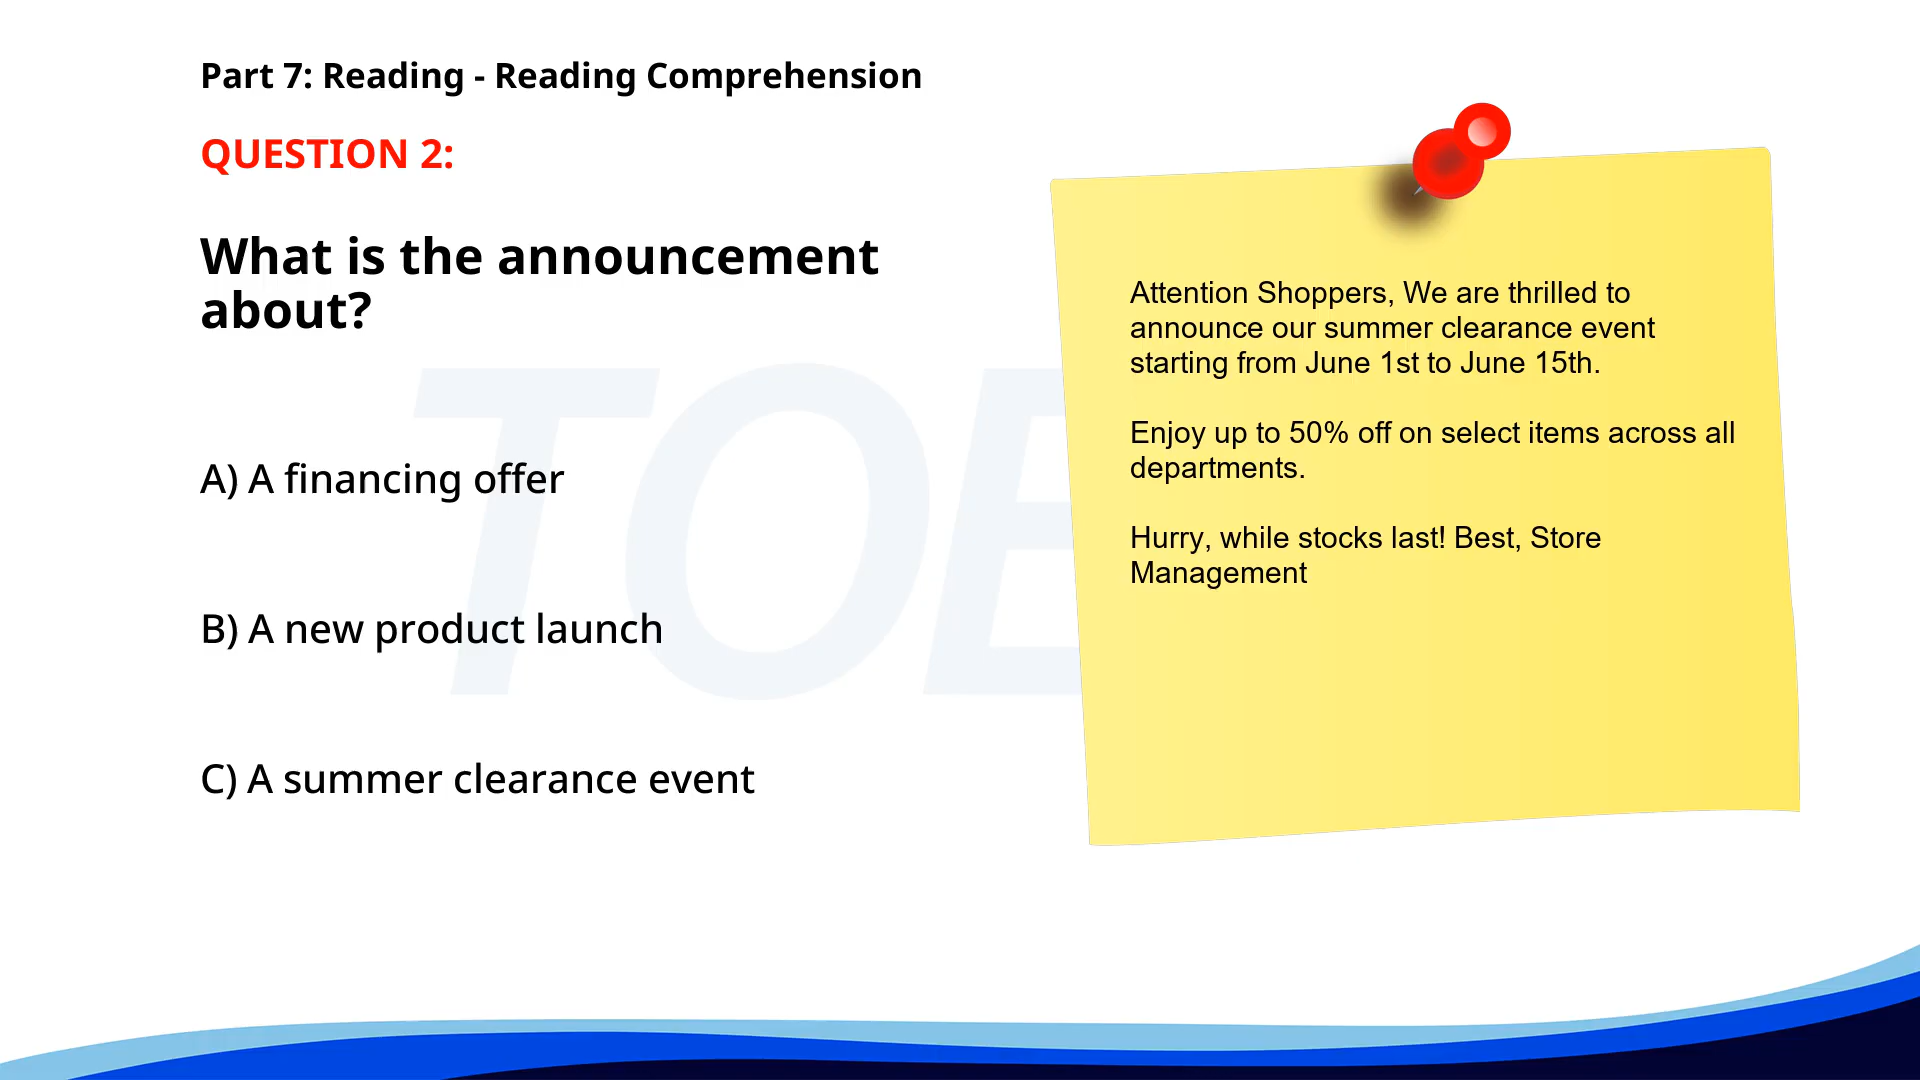 Part 7: Reading - Reading Comprehension
QUESTION 2:
What is the announcement
about?
A) A financing offer
B) A new product launch
C) A summer clearance event
Attention Shoppers, We are thrilled to
announce our summer clearance event
starting from June 1st to June 15th.
Enjoy up to 50% off on select items across all
departments.
Hurry, while stocks last! Best, Store
Management